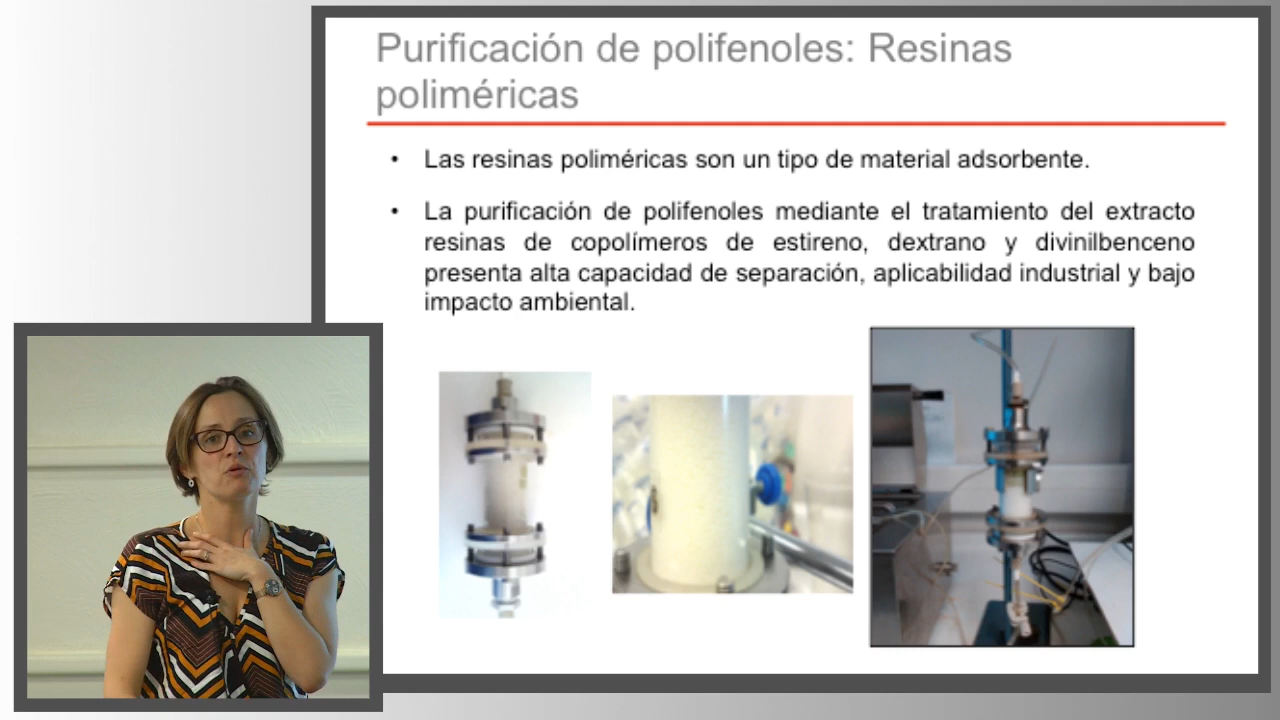 Purificación de polifenoles: Resinas
poliméricas
• Las resinas poliméricas son un tipo de material adsorbente.
• La purificación de polifenoles mediante el tratamiento del extracto
resinas de copolímeros de estireno, dextrano y divinilbenceno
presenta alta capacidad de separación, aplicabilidad industrial y bajo
impacto ambiental.